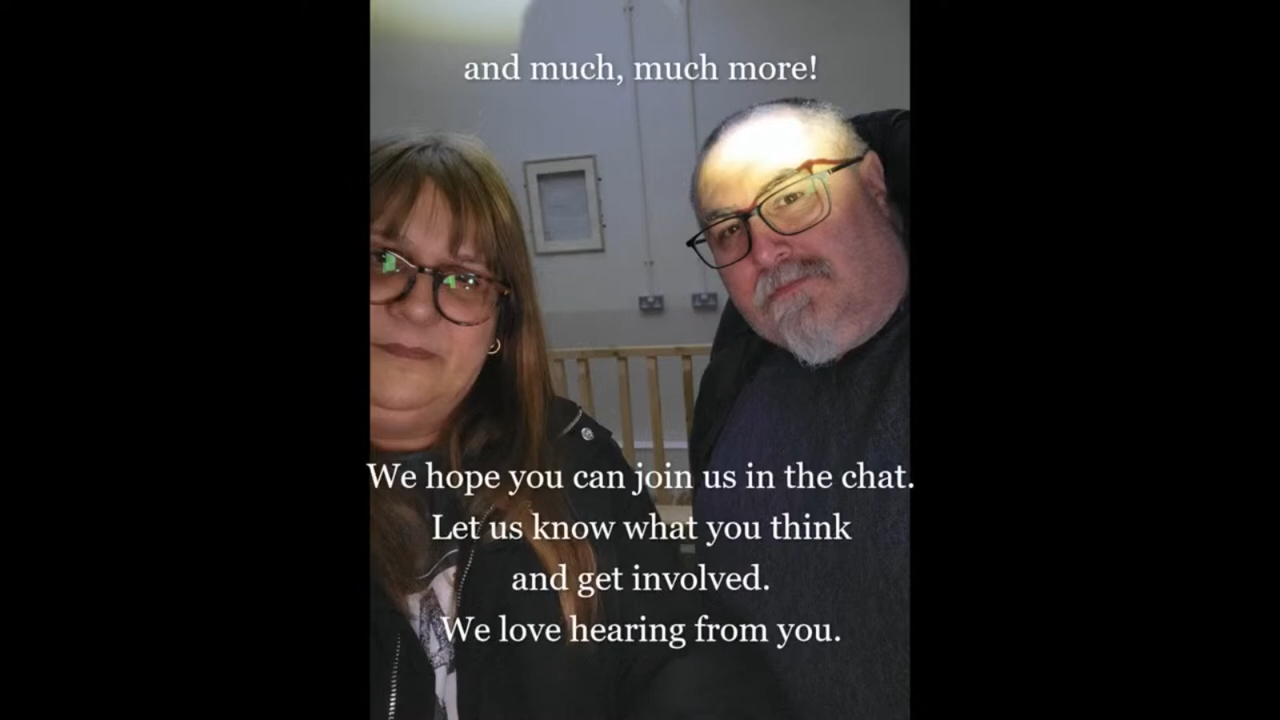 and much, much more!
We hope you can join us in the chat.
Let us know what you think
and get involved.
We love hearing from you.